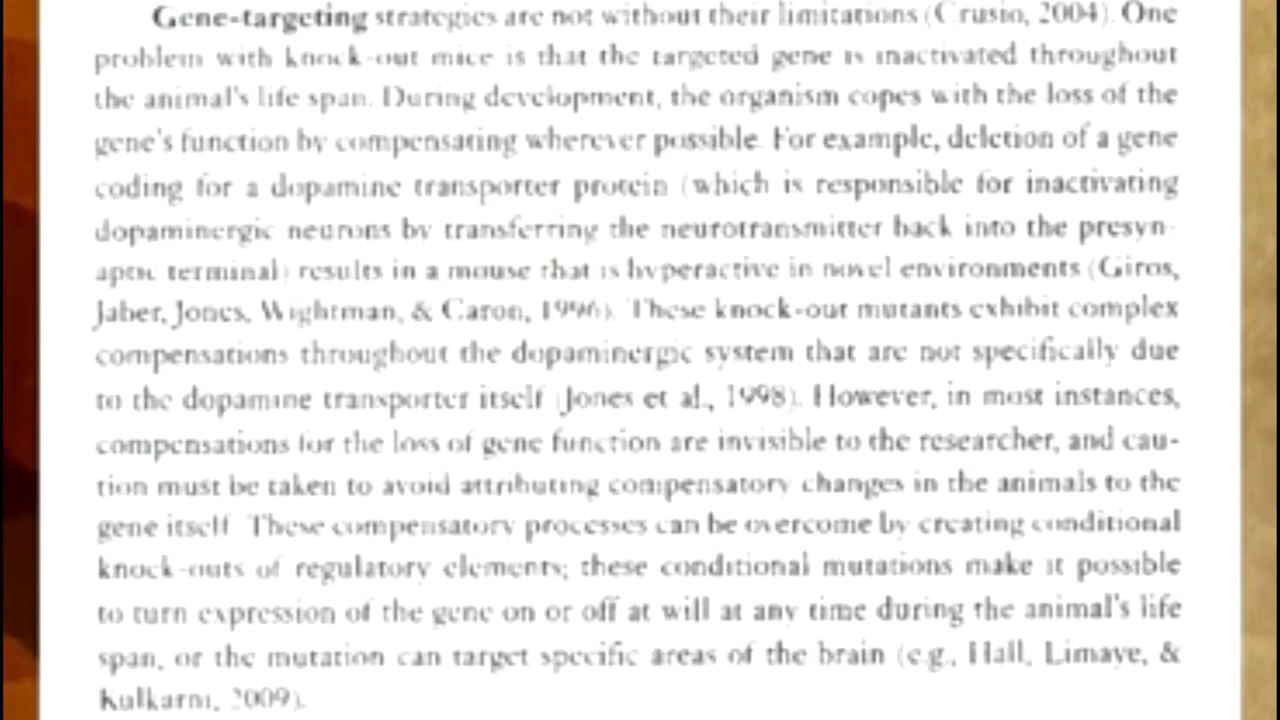 Gene-targeting strategies are not without their limitations (Crusio, 2004). One
problem with knock-out mice is that the targeted gene is inactivated throughout
the animal's life span. During development, the organism copes with the loss of the
gene's function by compensating wherever possible. For example, deletion of a gene
coding for a dopamine transporter protein (which is responsible for inactivating
dopaminergic neurons by transferring the neurotransmitter back into the presyn-
aptic terminal) results in a mouse that is hyperactive in novel environments (Giros,
Jaber, Jones, Wightman, & Caron, 1996). These knock-out mutants exhibit complex
compensations throughout the dopaminergic system that are not specifically due
to the dopamine transporter itself (Jones et al., 1998). However, in most instances,
compensations for the loss of gene function are invisible to the researcher, and cau-
tion must be taken to avoid attributing compensatory changes in the animals to the
gene itself. These compensatory processes can be overcome by creating conditional
knock-outs of regulatory elements; these conditional mutations make it possible
to turn expression of the gene on or off at will at any time during the animal's life
span, or the mutation can target specific areas of the brain (e.g., Hall, Limaye, &
Kulkarni, 2009).